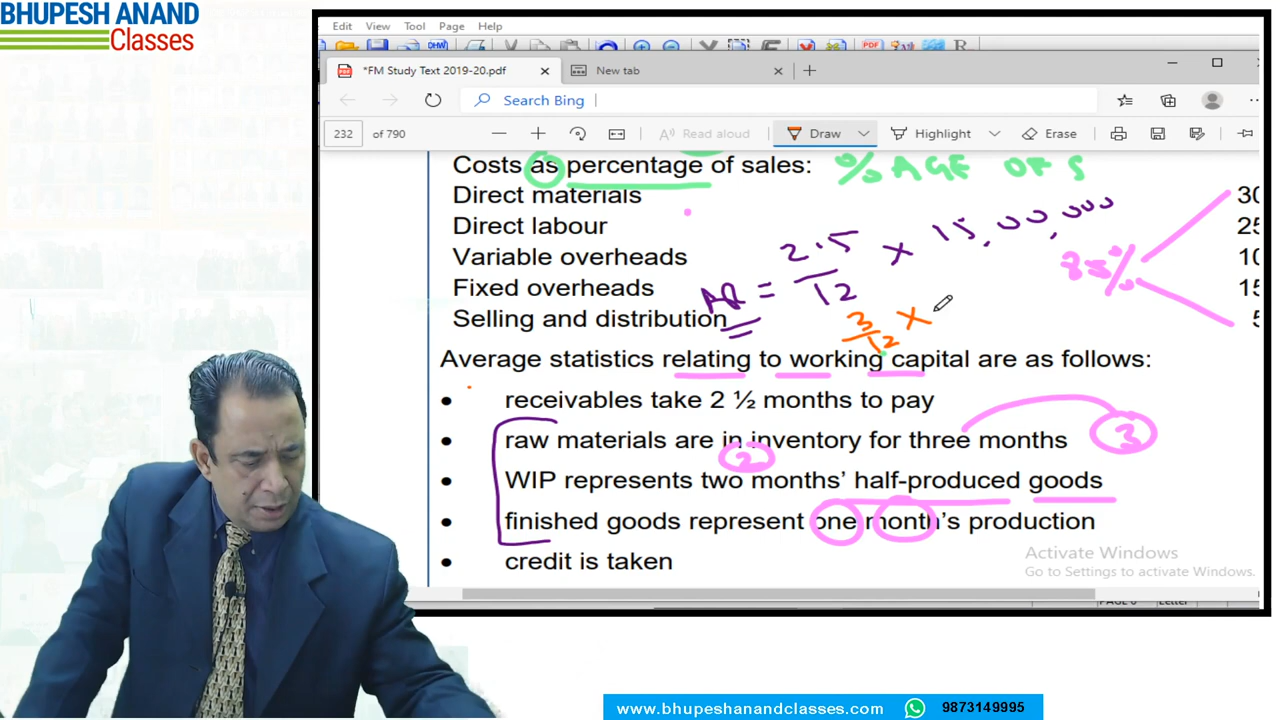 BHUPESH ANAND
Classes
Edit View Tool Page Help
*FM Study Text 2019-20.pdf × New tab × +
Search Bing
232 of 790 Read aloud Draw Highlight Erase
Costs as percentage of sales: % AGE OF S
Direct materials 30
Direct labour 25
Variable overheads 10
Fixed overheads 15
Selling and distribution 5
AR = 2.5/12 × 15,00,000
85%
3/12 ×
Average statistics relating to working capital are as follows:
• receivables take 2 ½ months to pay
• raw materials are in inventory for three months 3
2
• WIP represents two months' half-produced goods
• finished goods represent one month's production
• credit is taken
Activate Windows
Go to Settings to activate Windows.
www.bhupeshanandclasses.com 9873149995